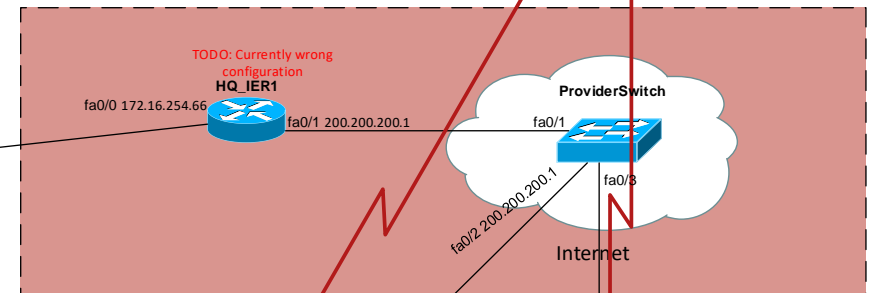 TODO: Currently wrong
configuration
HQ_IER1
ProviderSwitch
fa0/0 172.16.254.66
fa0/1 200.200.200.1
fa0/1
fa0/2 200.200.200.1
fa0/3
Internet